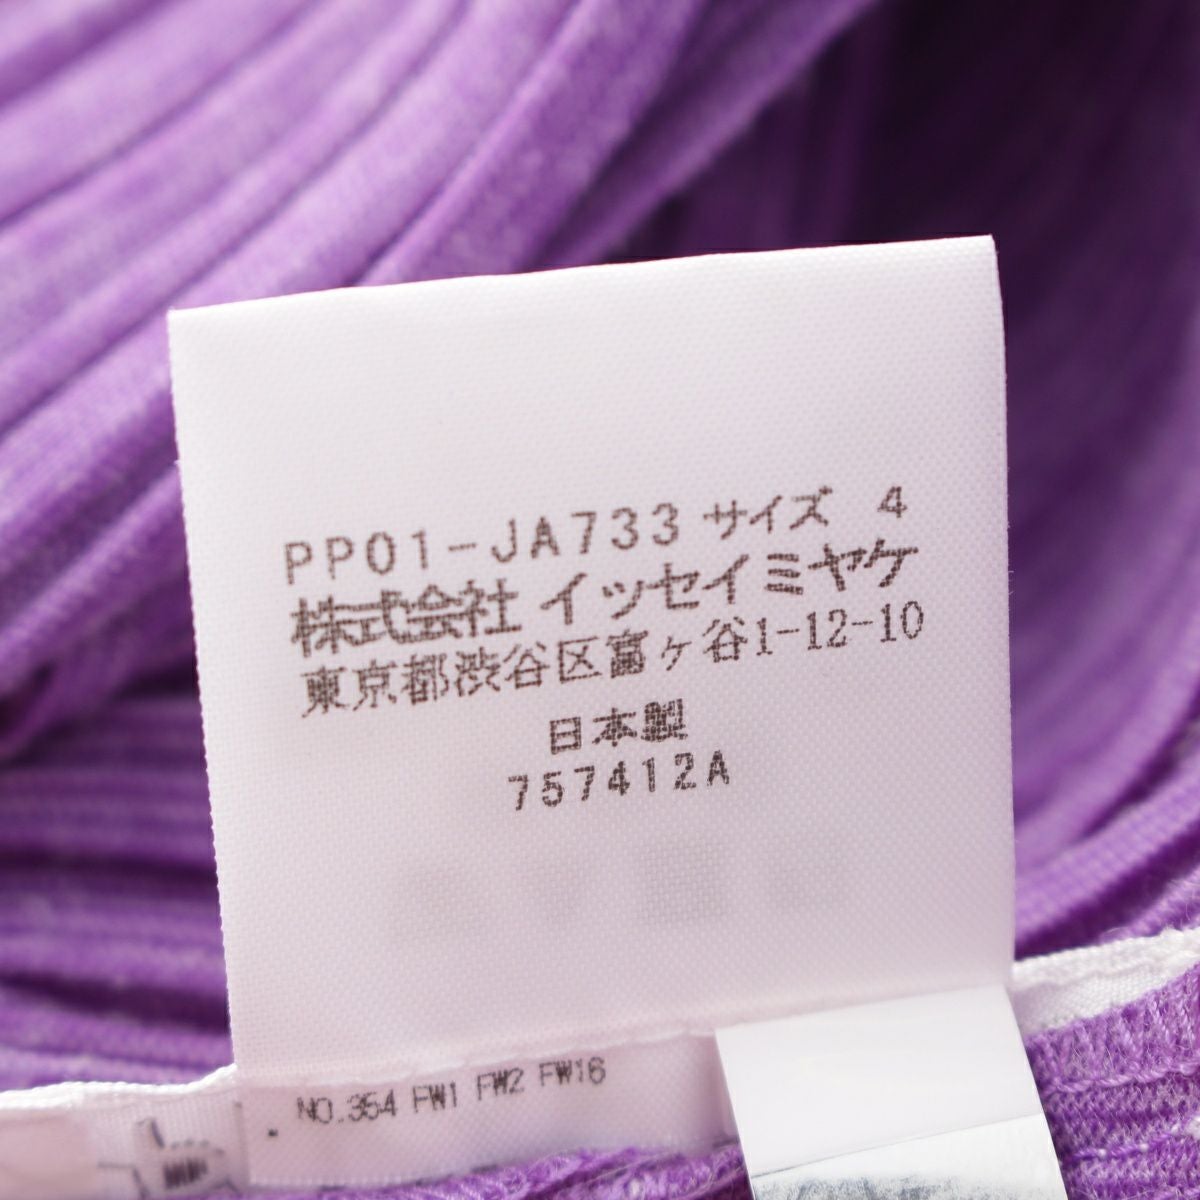 PP01-JA733 サイズ 4
株式会社 イッセイミヤケ
東京都渋谷区富ヶ谷1-12-10
日本製
757412A
NO.354 FW1 FW2 FW16